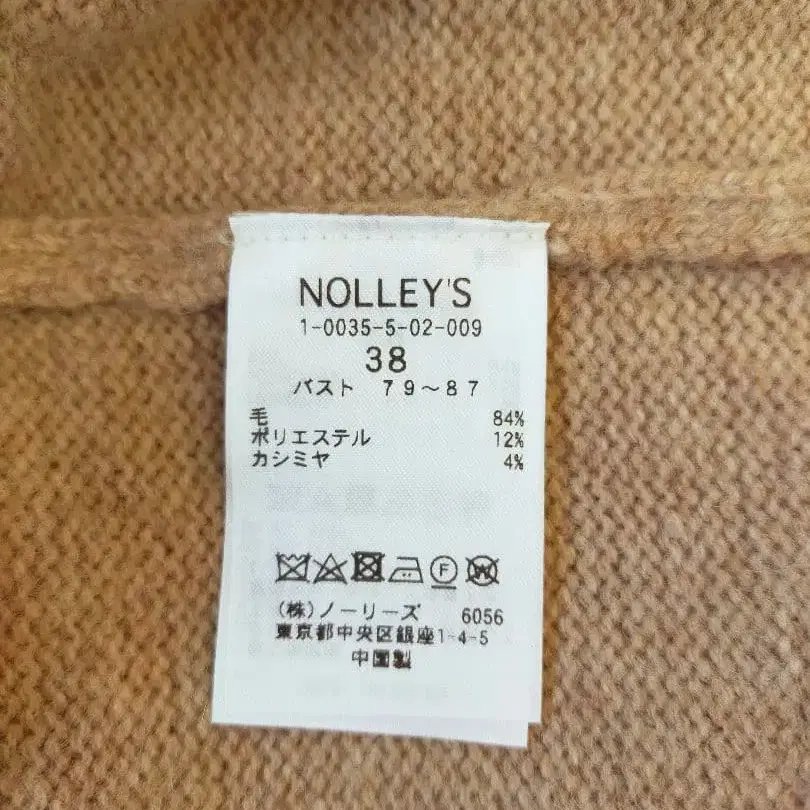 NOLLEY'S
1-0035-5-02-009
38
バスト 79～87
毛 84%
ポリエステル 12%
カシミヤ 4%
F W
(株)ノーリーズ 6056
東京都中央区銀座1-4-5
中国製